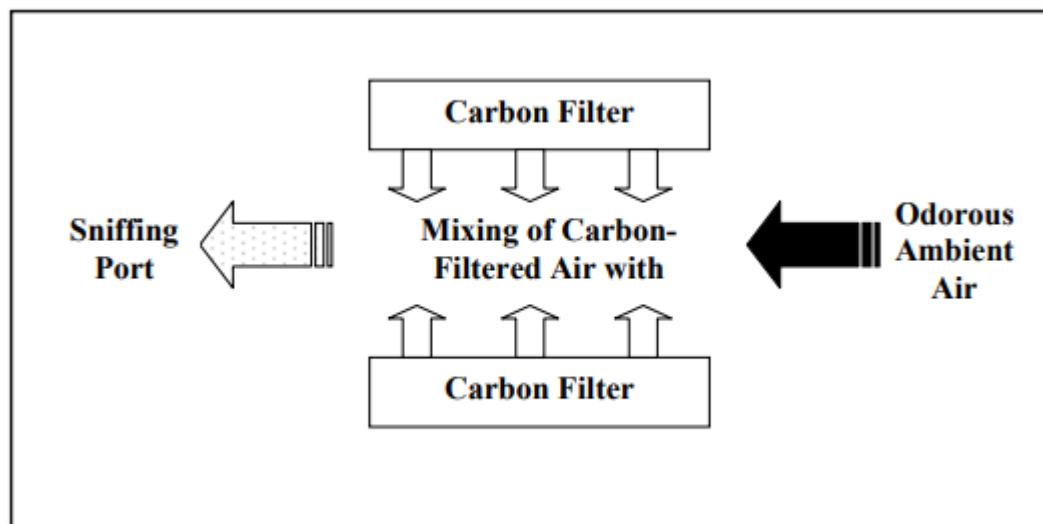 Carbon Filter
Sniffing
Port
Mixing of Carbon-
Filtered Air with
Odorous
Ambient
Air
Carbon Filter